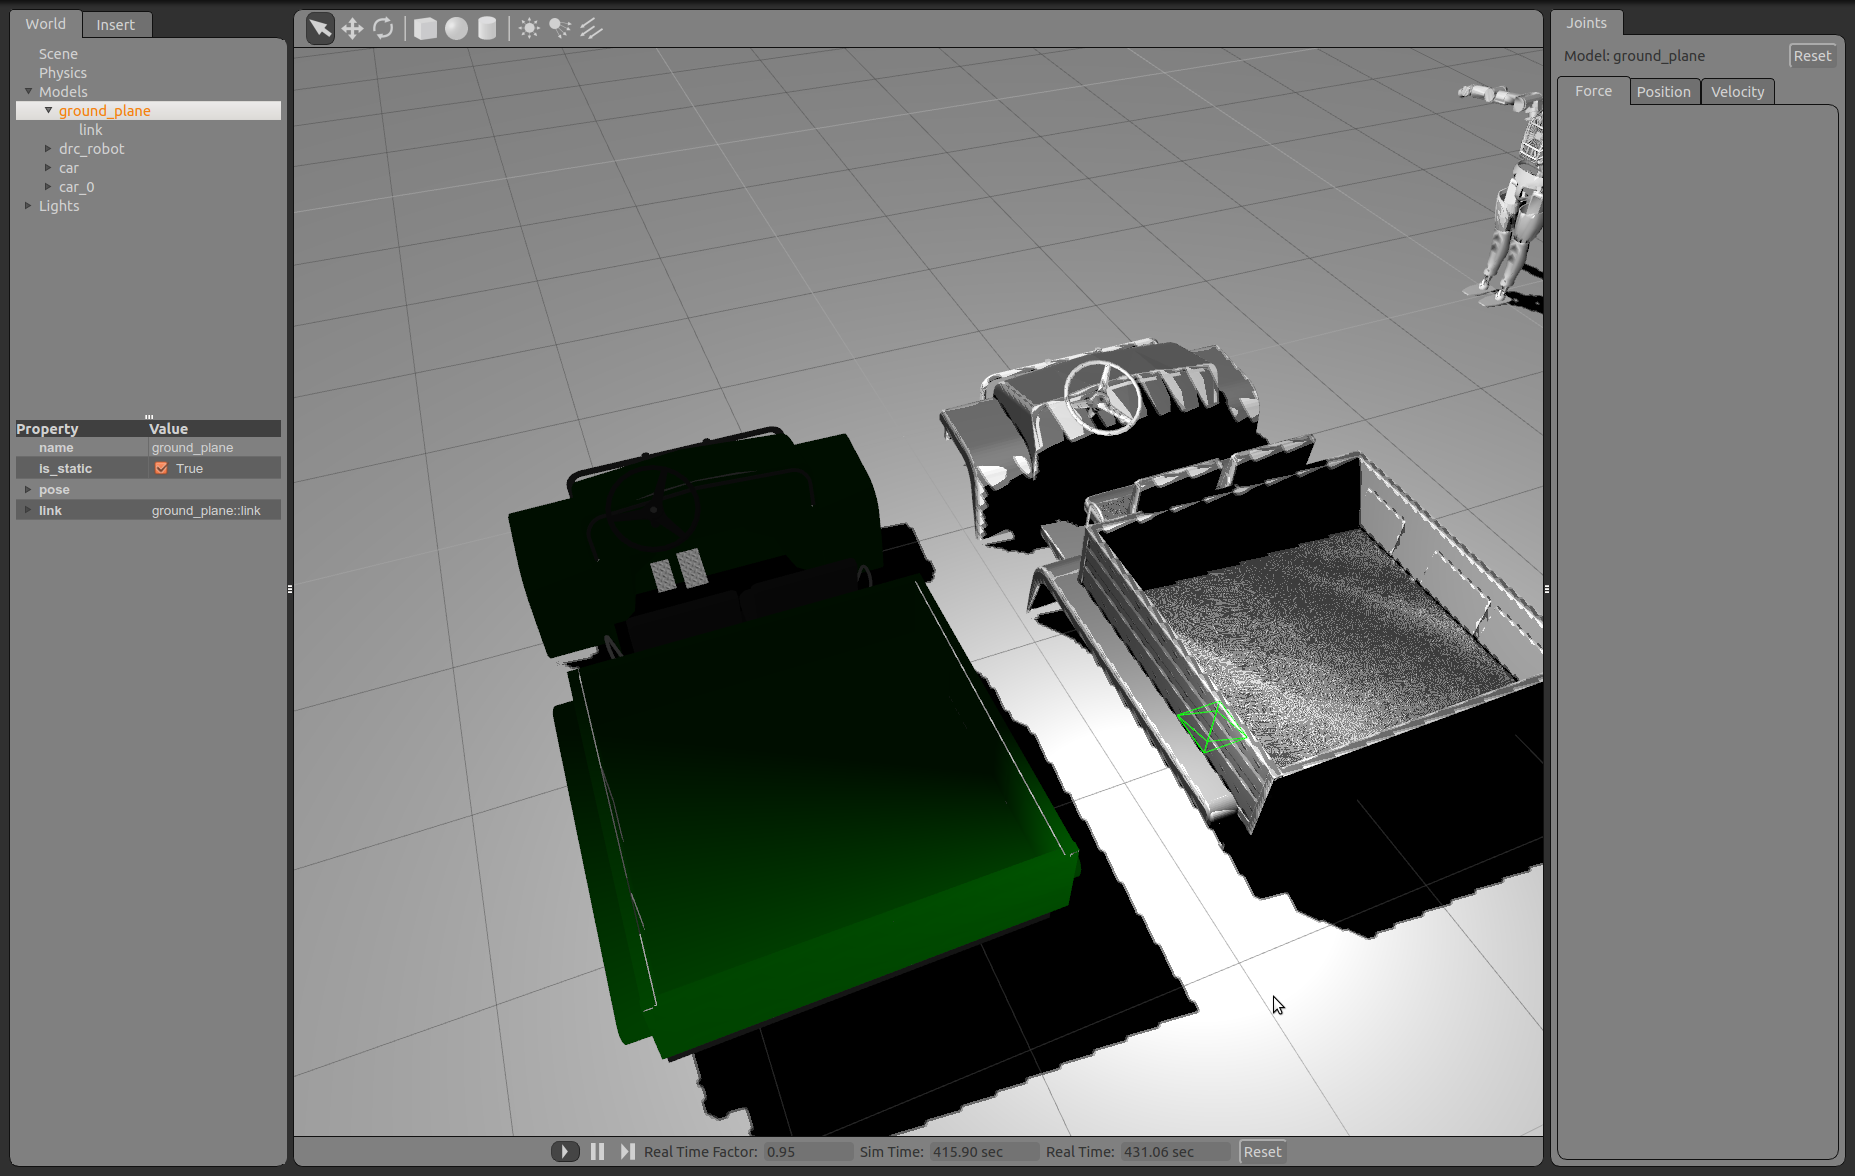 World
Insert
Scene
Physics
Models
ground_plane
link
drc_robot
car
car_0
Lights
Property Value
name ground_plane
is_static True
pose
link ground_plane::link
Real Time Factor: 0.95 Sim Time: 415.90 sec Real Time: 431.06 sec Reset
Joints
Model: ground_plane Reset
Force Position Velocity